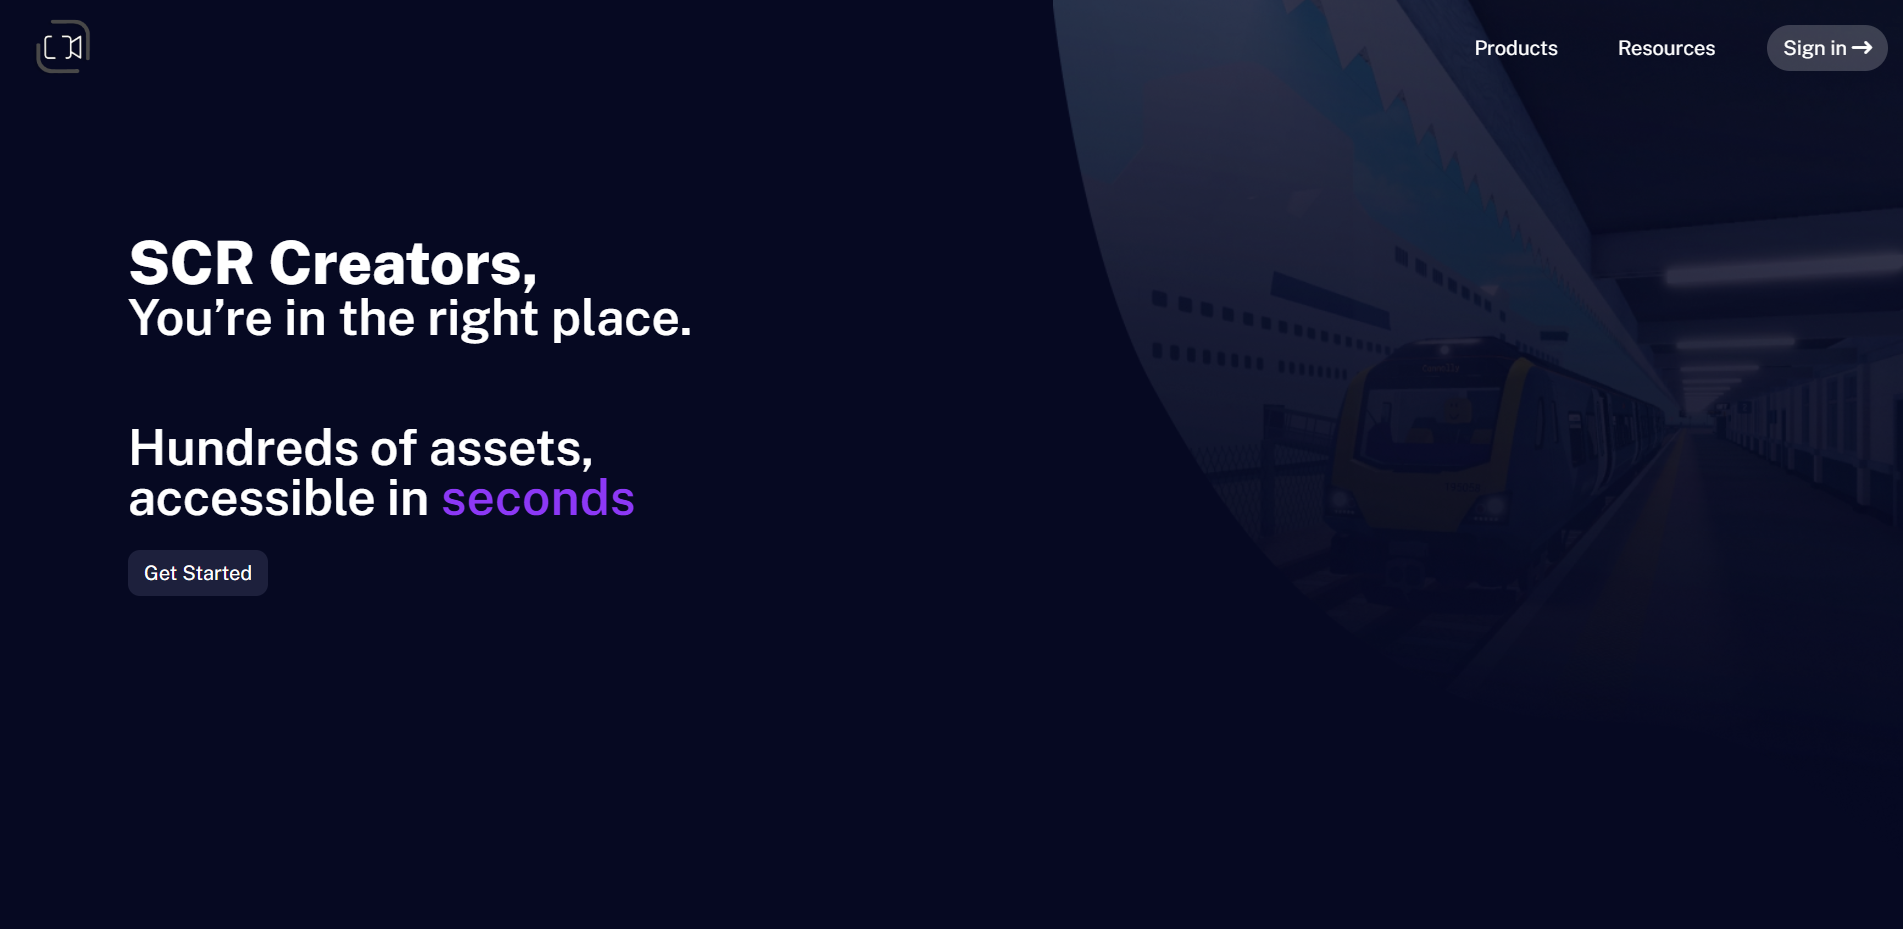 Products
Resources
Sign in →
SCR Creators,
You’re in the right place.
Hundreds of assets,
accessible in seconds
Get Started